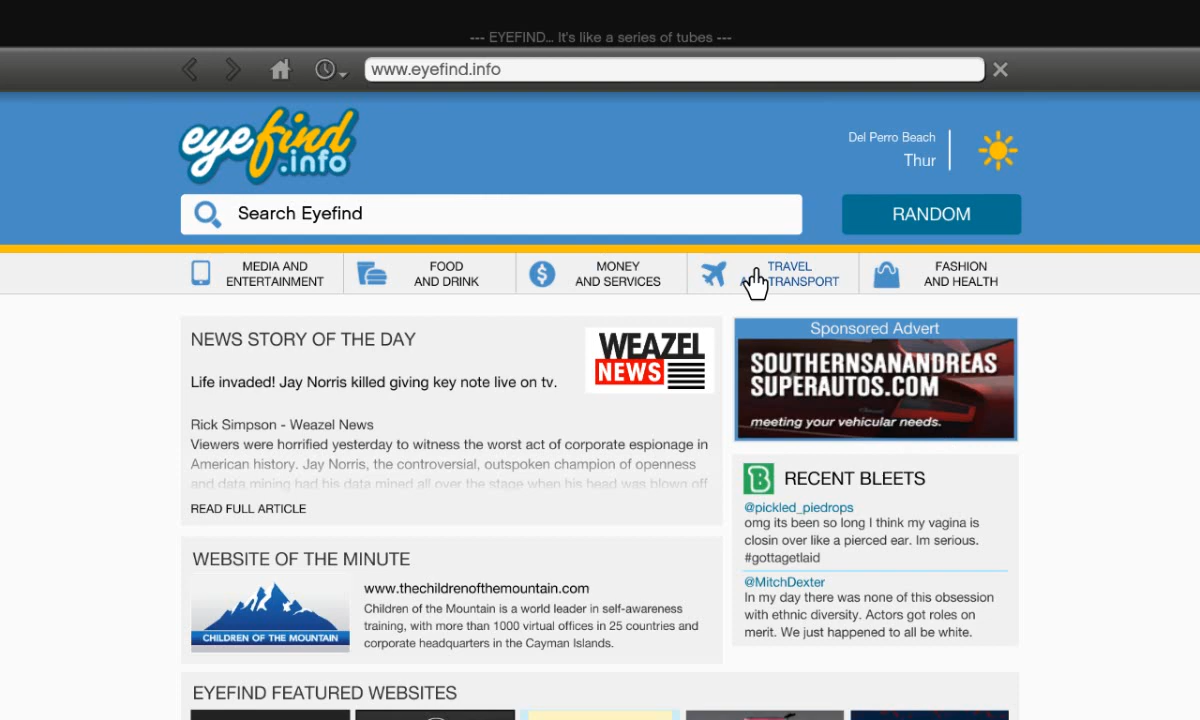 --- EYEFIND... It's like a series of tubes ---
www.eyefind.info
eyefind
.info
Del Perro Beach
Thur
Search Eyefind
RANDOM
MEDIA AND
ENTERTAINMENT
FOOD
AND DRINK
MONEY
AND SERVICES
TRAVEL
TRANSPORT
FASHION
AND HEALTH
NEWS STORY OF THE DAY
WEAZEL
NEWS
Life invaded! Jay Norris killed giving key note live on tv.
Rick Simpson - Weazel News
Viewers were horrified yesterday to witness the worst act of corporate espionage in
American history. Jay Norris, the controversial, outspoken champion of openness
and data mining had his data mined all over the stage when his head was blown off
READ FULL ARTICLE
Sponsored Advert
SOUTHERNSANANDREAS
SUPERAUTOS.COM
meeting your vehicular needs.
RECENT BLEETS
@pickled_piedrops
omg its been so long I think my vagina is
closin over like a pierced ear. Im serious.
#gottagetlaid
@MitchDexter
In my day there was none of this obsession
with ethnic diversity. Actors got roles on
merit. We just happened to all be white.
WEBSITE OF THE MINUTE
CHILDREN OF THE MOUNTAIN
www.thechildrenofthemountain.com
Children of the Mountain is a world leader in self-awareness
training, with more than 1000 virtual offices in 25 countries and
corporate headquarters in the Cayman Islands.
EYEFIND FEATURED WEBSITES